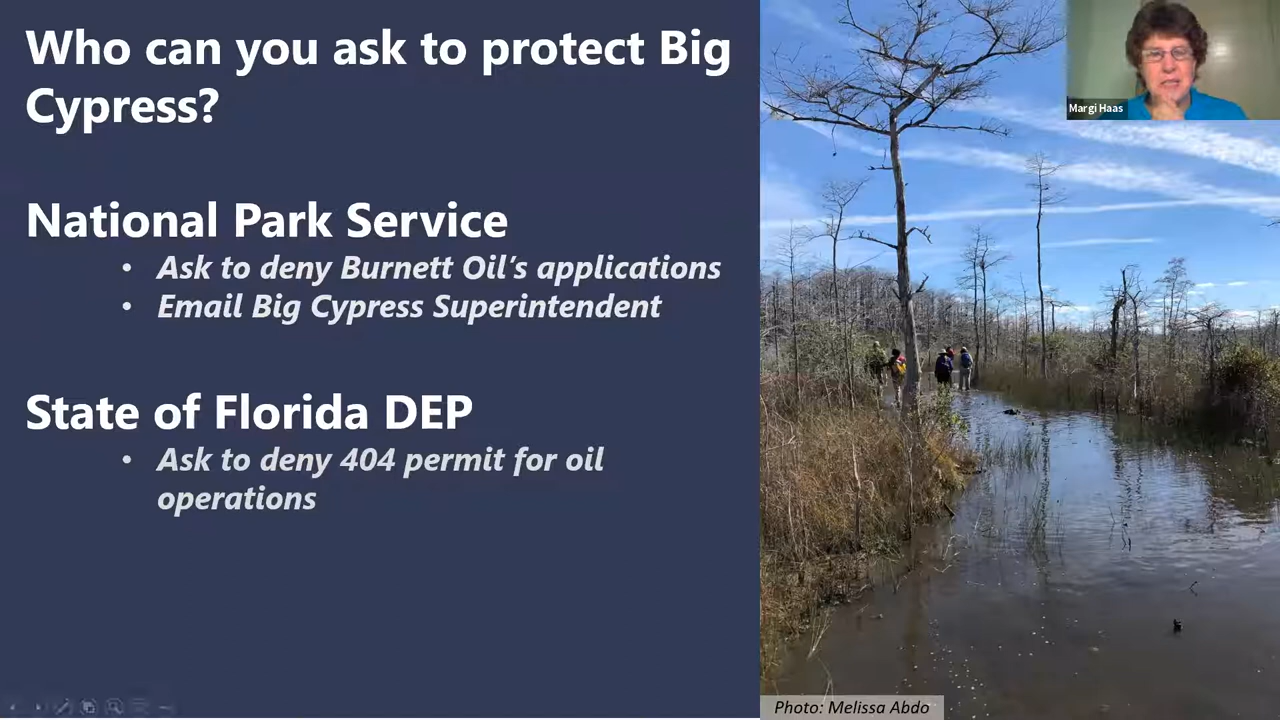 Who can you ask to protect Big
Cypress?
National Park Service
• Ask to deny Burnett Oil’s applications
• Email Big Cypress Superintendent
State of Florida DEP
• Ask to deny 404 permit for oil
operations
Margi Haas
Photo: Melissa Abdo